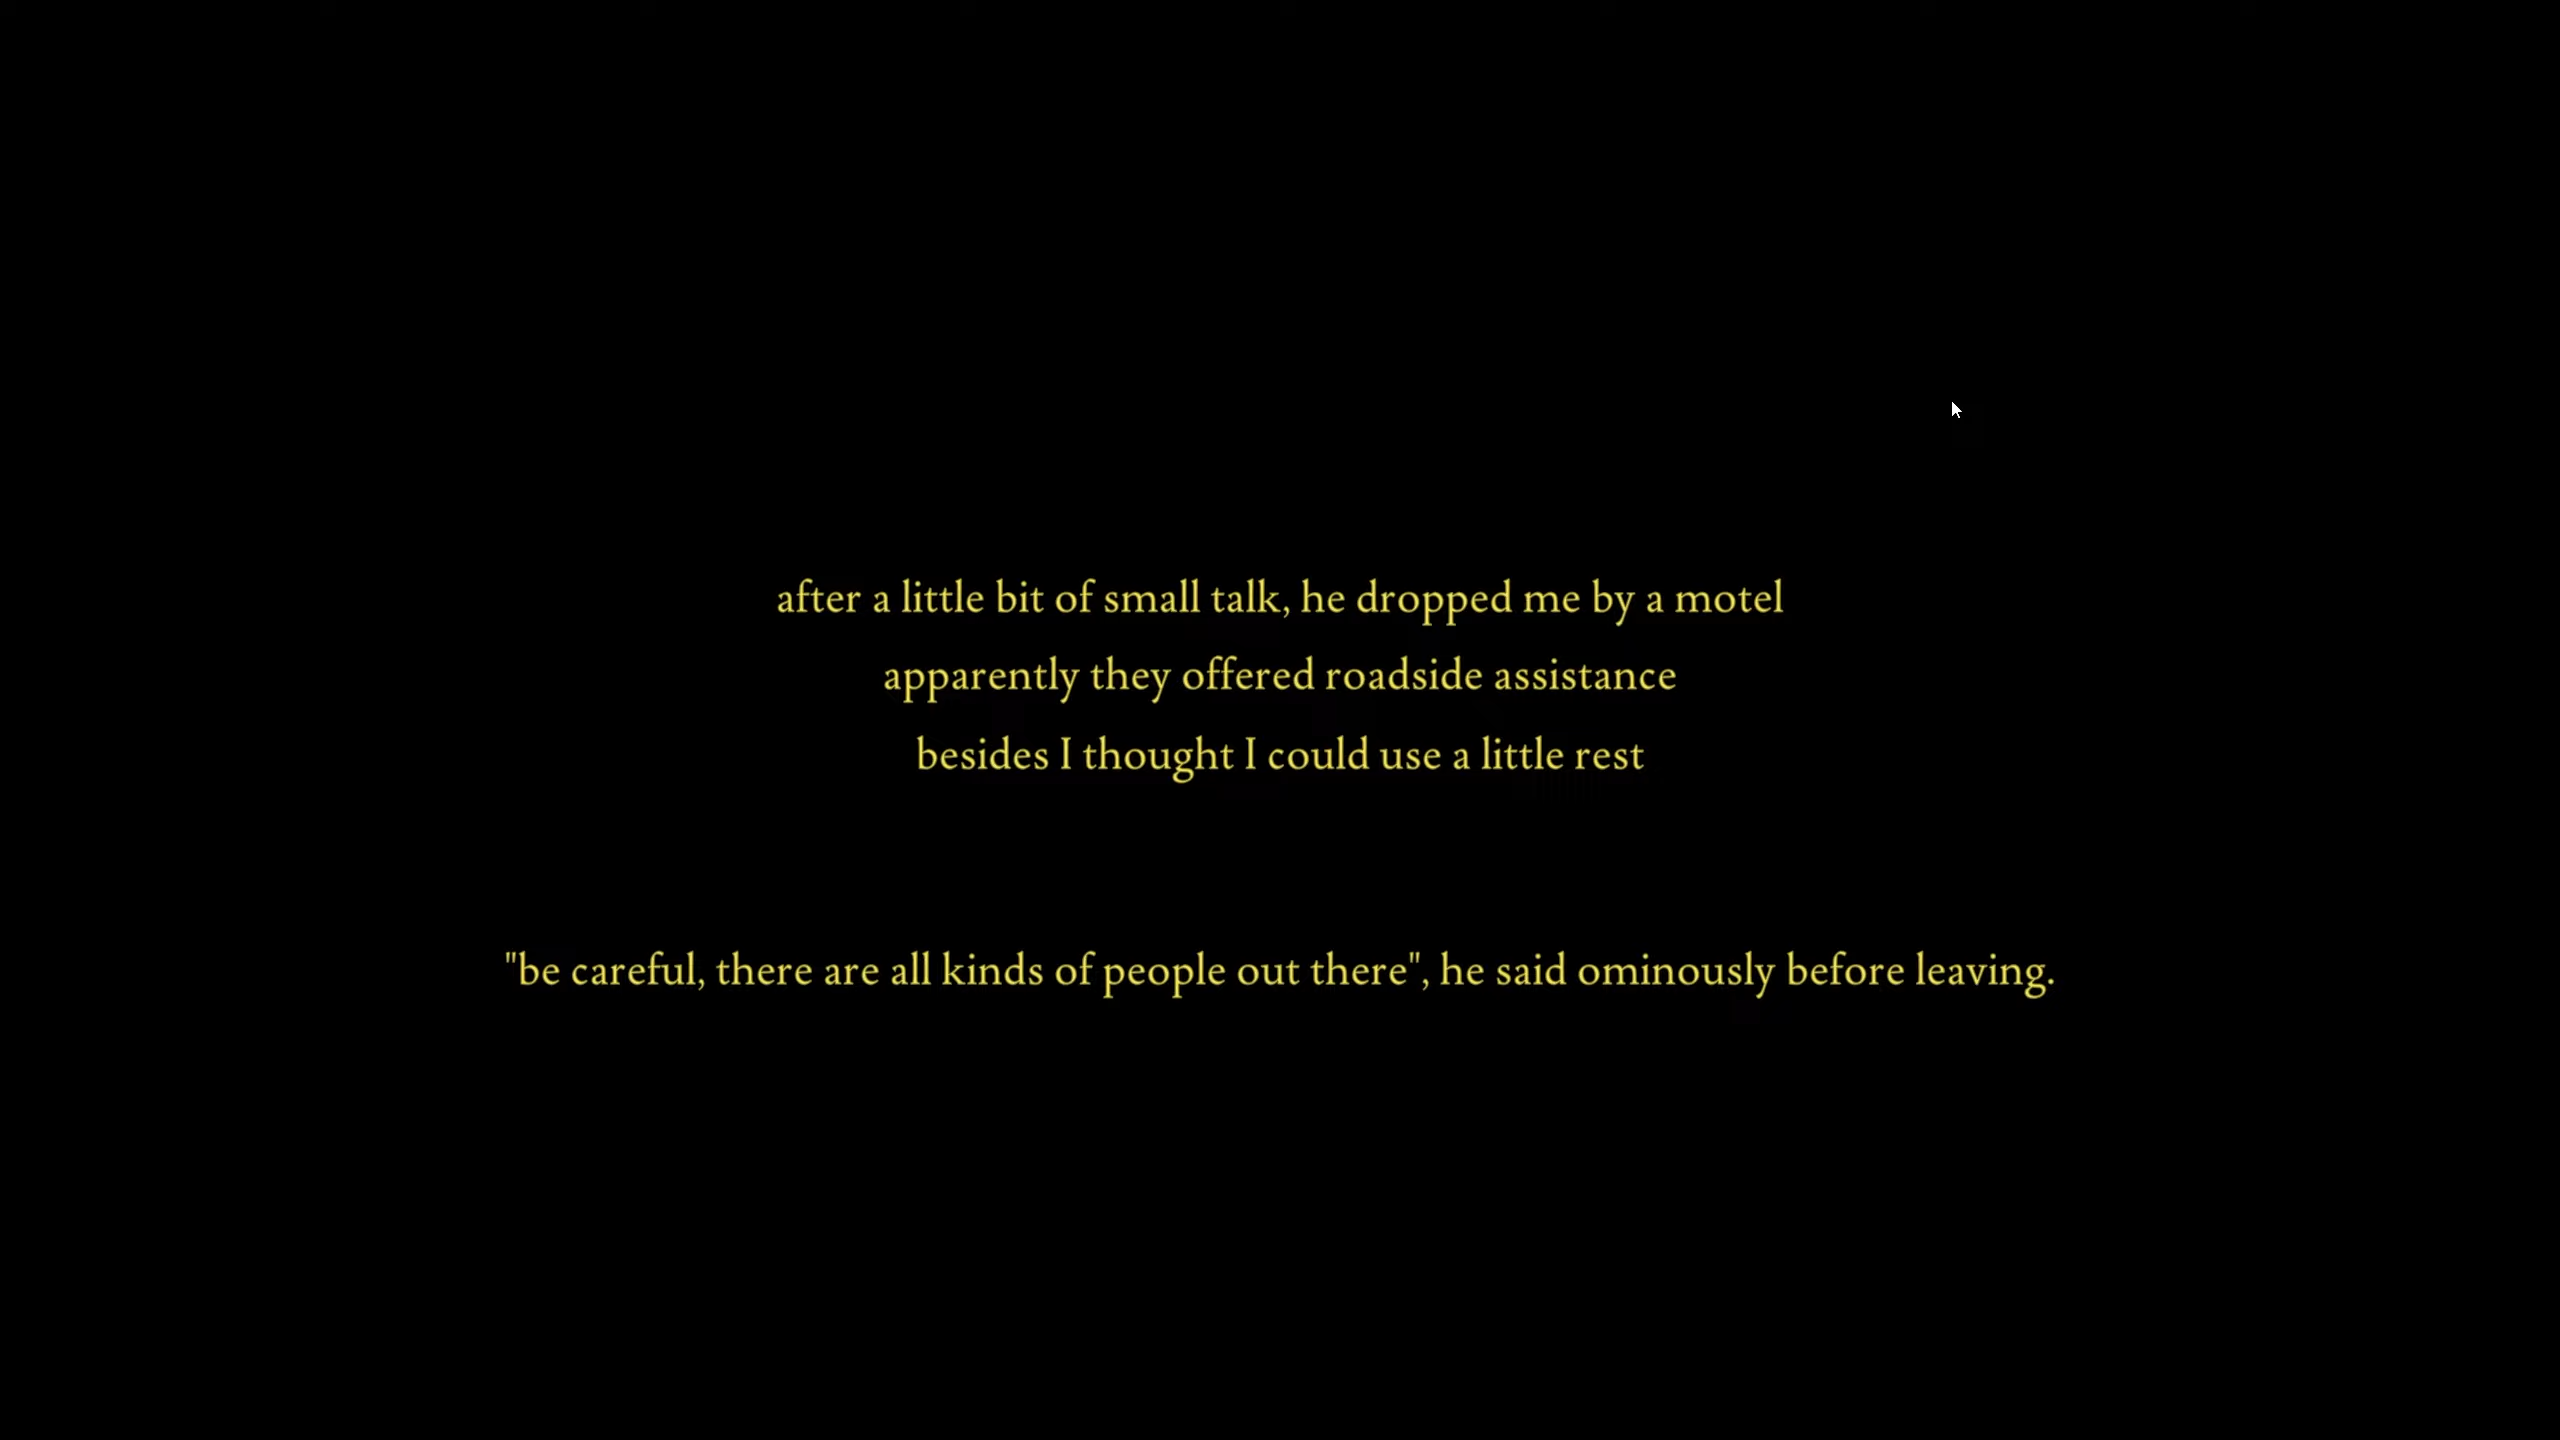 after a little bit of small talk, he dropped me by a motel
apparently they offered roadside assistance
besides I thought I could use a little rest
"be careful, there are all kinds of people out there", he said ominously before leaving.